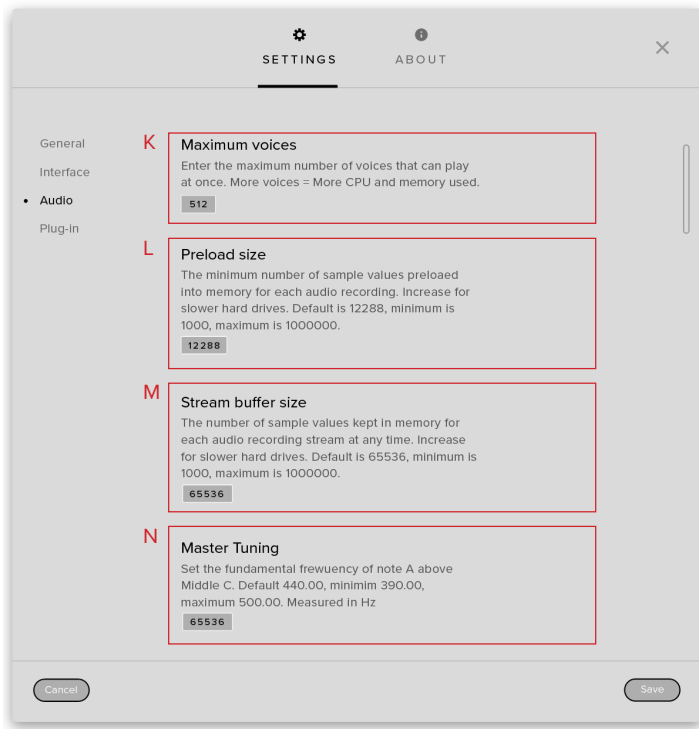 SETTINGS
ABOUT
General
Interface
Audio
Plug-in
K
Maximum voices
Enter the maximum number of voices that can play
at once. More voices = More CPU and memory used.
512
L
Preload size
The minimum number of sample values preloaed
into memory for each audio recording. Increase for
slower hard drives. Default is 12288, minimum is
1000, maximum is 1000000.
12288
M
Stream buffer size
The number of sample values kept in memory for
each audio recording stream at any time. Increase
for slower hard drives. Default is 65536, minimum is
1000, maximum is 1000000.
65536
N
Master Tuning
Set the fundamental frewuency of note A above
Middle C. Default 440.00, minimim 390.00,
maximum 500.00. Measured in Hz
65536
Cancel
Save